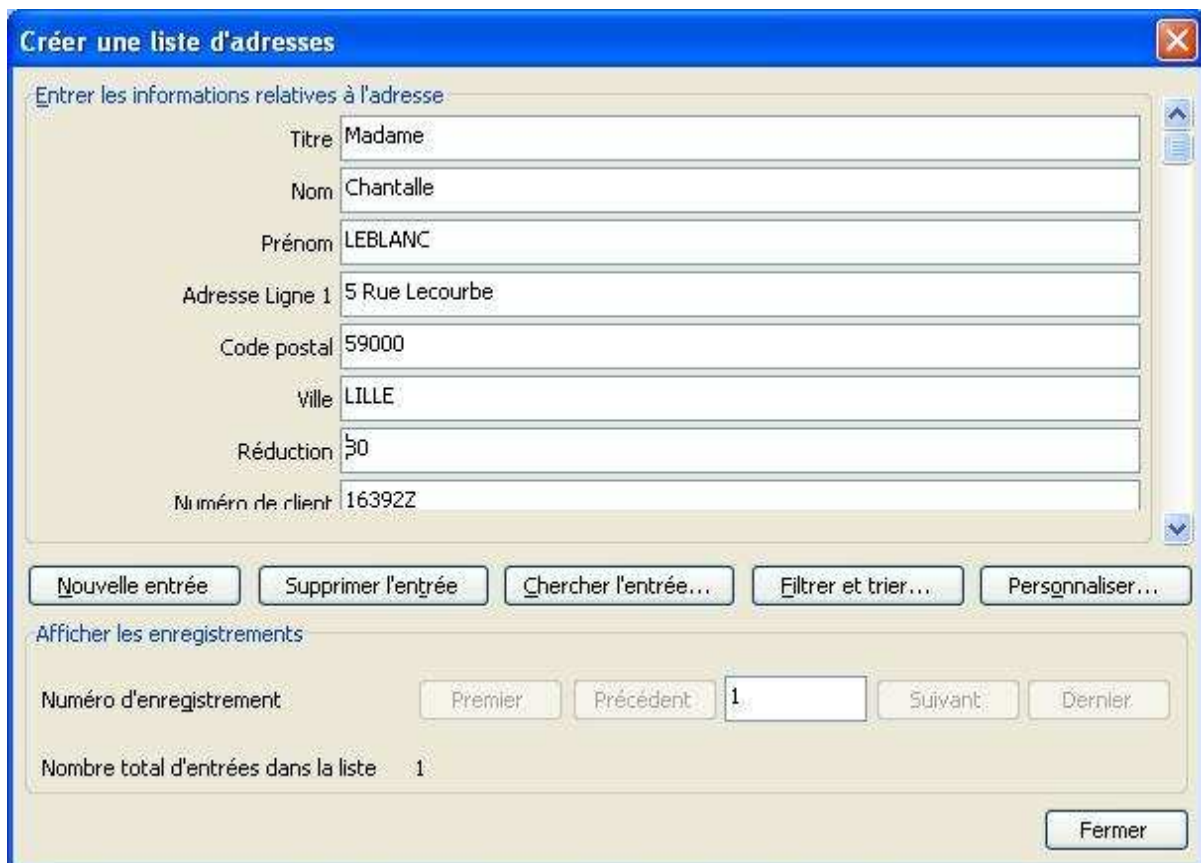 Créer une liste d'adresses
Entrer les informations relatives à l'adresse
Titre Madame
Nom Chantalle
Prénom LEBLANC
Adresse Ligne 1 5 Rue Lecourbe
Code postal 59000
Ville LILLE
Réduction 30
Numéro de client 16392Z
Nouvelle entrée Supprimer l'entrée Chercher l'entrée... Filtrer et trier... Personnaliser...
Afficher les enregistrements
Numéro d'enregistrement Premier Précédent 1 Suivant Dernier
Nombre total d'entrées dans la liste 1
Fermer